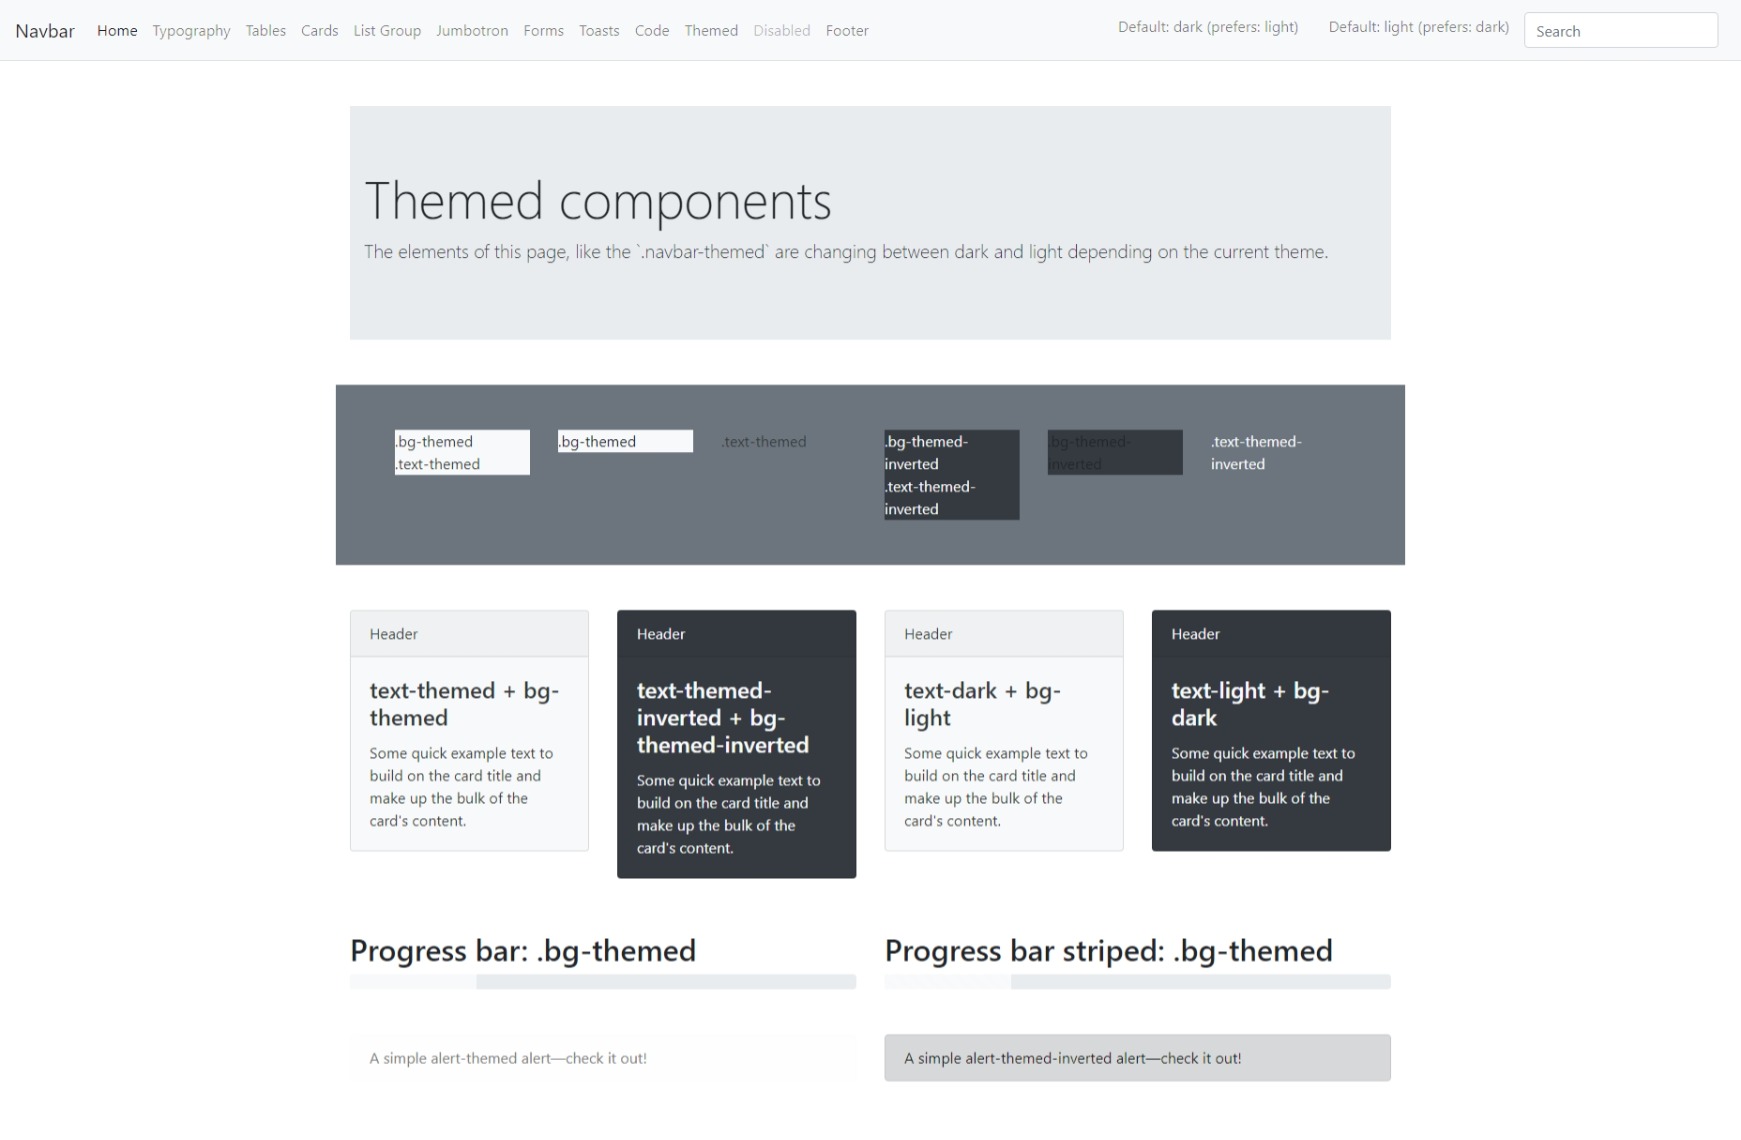 Navbar Home Typography Tables Cards List Group Jumbotron Forms Toasts Code Themed Disabled Footer Default: dark (prefers: light) Default: light (prefers: dark) Search
Themed components
The elements of this page, like the `.navbar-themed` are changing between dark and light depending on the current theme.
.bg-themed
.text-themed
.bg-themed
.text-themed
.bg-themed-
inverted
.text-themed-
inverted
.bg-themed-
inverted
.text-themed-
inverted
Header
text-themed + bg-
themed
Some quick example text to
build on the card title and
make up the bulk of the
card's content.
Header
text-themed-
inverted + bg-
themed-inverted
Some quick example text to
build on the card title and
make up the bulk of the
card's content.
Header
text-dark + bg-
light
Some quick example text to
build on the card title and
make up the bulk of the
card's content.
Header
text-light + bg-
dark
Some quick example text to
build on the card title and
make up the bulk of the
card's content.
Progress bar: .bg-themed
Progress bar striped: .bg-themed
A simple alert-themed alert—check it out!
A simple alert-themed-inverted alert—check it out!